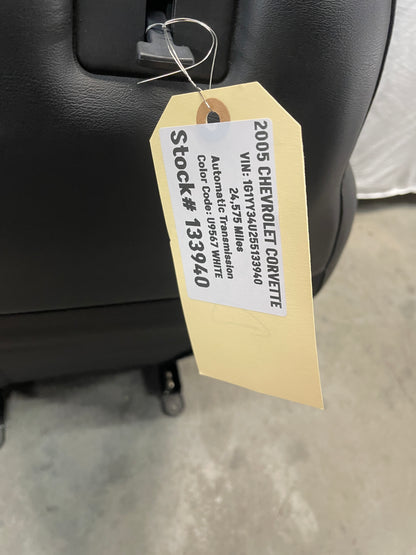 2005 CHEVROLET CORVETTE
VIN: 1G1YY34U255133940
24,575 Miles
Automatic Transmission
Color Code: U9567 WHITE
Stock# 133940